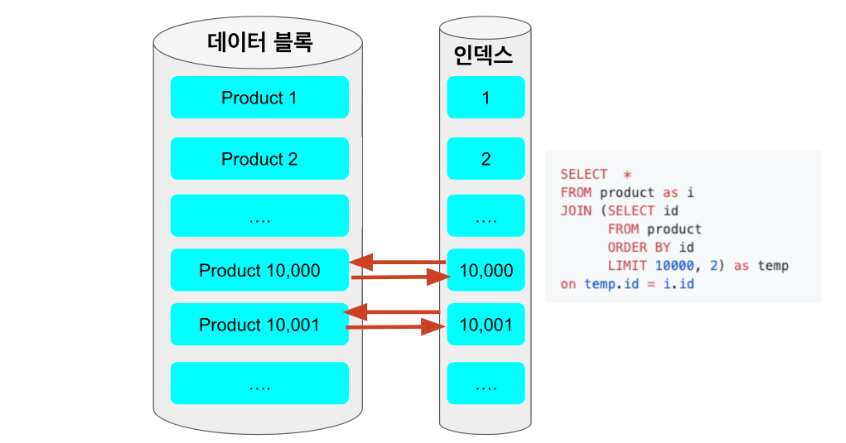 데이터 블록
Product 1
Product 2
....
Product 10,000
Product 10,001
....
인덱스
1
2
....
10,000
10,001
....
SELECT *
FROM product as i
JOIN (SELECT id
FROM product
ORDER BY id
LIMIT 10000, 2) as temp
on temp.id = i.id